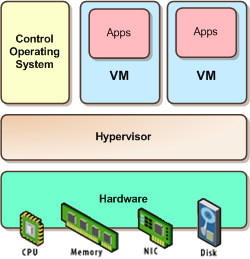 Control
Operating
System
Apps
VM
Apps
VM
Hypervisor
Hardware
CPU
Memory
NIC
Disk